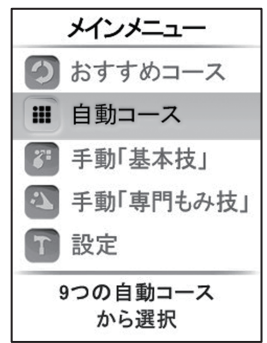 メインメニュー
おすすめコース
自動コース
手動「基本技」
手動「専門もみ技」
設定
9つの自動コース
から選択